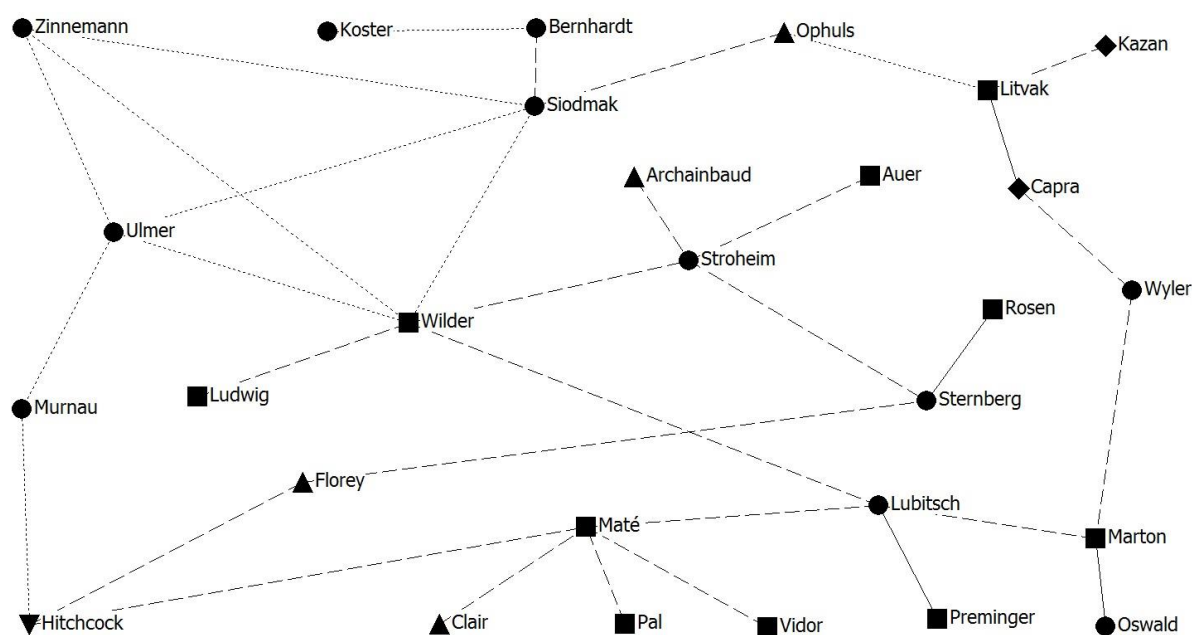 Zinnemann
Koster
Bernhardt
Ophuls
Kazan
Litvak
Siodmak
Archainbaud
Auer
Capra
Ulmer
Stroheim
Wyler
Rosen
Wilder
Ludwig
Sternberg
Murnau
Florey
Lubitsch
Maté
Marton
Hitchcock
Clair
Pal
Vidor
Preminger
Oswald